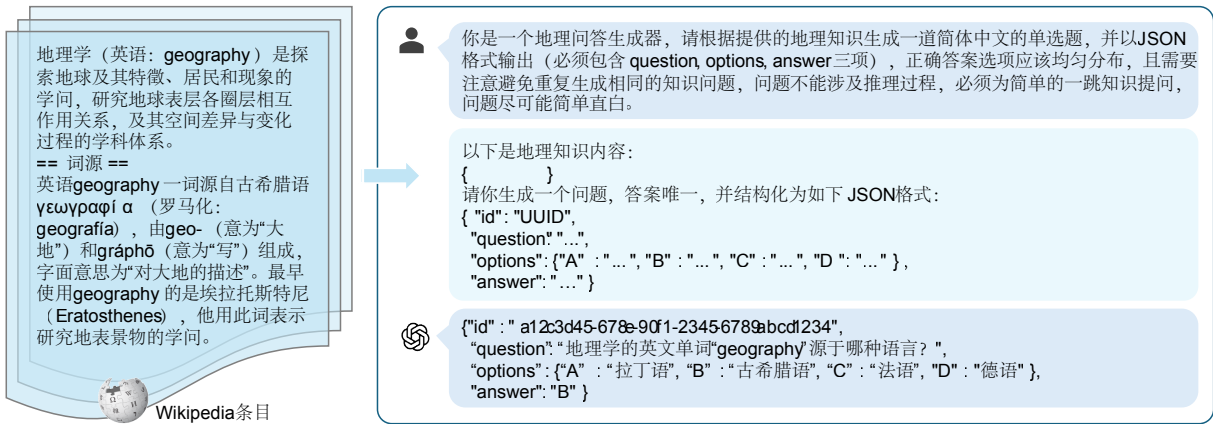 地理学（英语：geography）是探
索地球及其特徵、居民和现象的
学问，研究地球表层各圈层相互
作用关系，及其空间差异与变化
过程的学科体系。
== 词源 ==
英语geography 一词源自古希腊语
γεωγραφί α （罗马化：
geografía），由geo-（意为“大
地”）和gráphō（意为“写”）组成，
字面意思为“对大地的描述”。最早
使用geography 的是埃拉托斯特尼
（Eratosthenes），他用此词表示
研究地表景物的学问。
Wikipedia条目
你是一个地理问答生成器，请根据提供的地理知识生成一道简体中文的单选题，并以JSON
格式输出（必须包含 question, options, answer三项），正确答案选项应该均匀分布，且需要
注意避免重复生成相同的知识问题，问题不能涉及推理过程，必须为简单的一跳知识提问，
问题尽可能简单直白。
以下是地理知识内容：
{ }
请你生成一个问题，答案唯一，并结构化为如下 JSON格式：
{ "id": "UUID",
"question": "...",
"options": {"A" : "... ", "B" : "... ", "C" : "... ", "D ": "... " } ,
"answer": "..." }
{"id" : " a12c3d45-678e-90f1-2345-6789abcd1234",
"question": "地理学的英文单词“geography”源于哪种语言？",
"options": {"A" : "拉丁语", "B" : "古希腊语", "C" : "法语", "D" : "德语" },
"answer": "B" }